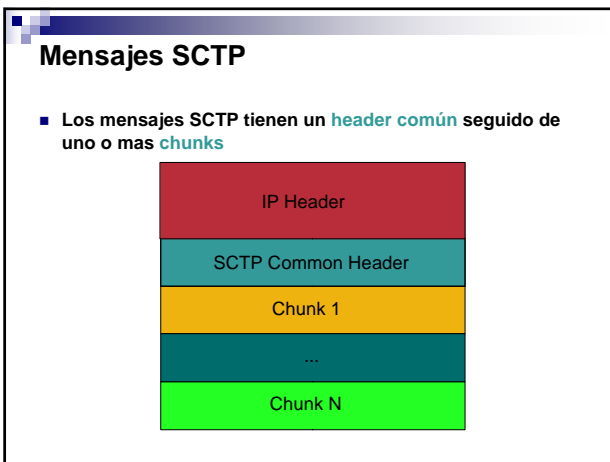 Mensajes SCTP
Los mensajes SCTP tienen un header común seguido de
uno o mas chunks
IP Header
SCTP Common Header
Chunk 1
...
Chunk N